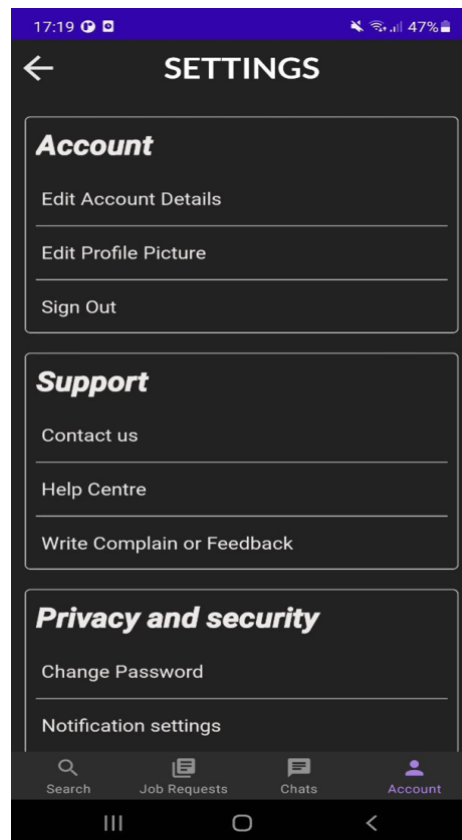 17:19 47%
SETTINGS
Account
Edit Account Details
Edit Profile Picture
Sign Out
Support
Contact us
Help Centre
Write Complain or Feedback
Privacy and security
Change Password
Notification settings
Search Job Requests Chats Account